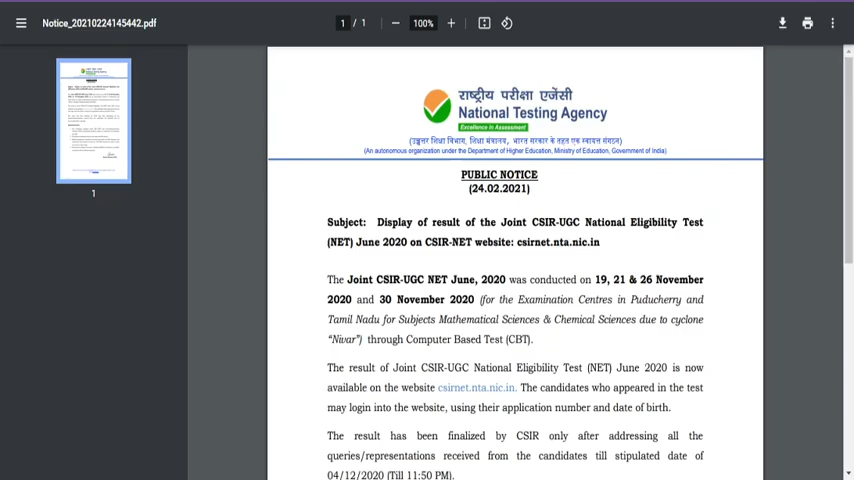 Notice_20210224145442.pdf
1 / 1
100%
राष्ट्रीय परीक्षा एजेंसी
National Testing Agency
Excellence in Assessment
(उच्चतर शिक्षा विभाग, शिक्षा मंत्रालय, भारत सरकार के तहत एक स्वायत्त संगठन)
(An autonomous organization under the Department of Higher Education, Ministry of Education, Government of India)
PUBLIC NOTICE
(24.02.2021)
Subject: Display of result of the Joint CSIR-UGC National Eligibility Test
(NET) June 2020 on CSIR-NET website: csirnet.nta.nic.in
The Joint CSIR-UGC NET June, 2020 was conducted on 19, 21 & 26 November
2020 and 30 November 2020 (for the Examination Centres in Puducherry and
Tamil Nadu for Subjects Mathematical Sciences & Chemical Sciences due to cyclone
“Nivar”) through Computer Based Test (CBT).
The result of Joint CSIR-UGC National Eligibility Test (NET) June 2020 is now
available on the website csirnet.nta.nic.in. The candidates who appeared in the test
may login into the website, using their application number and date of birth.
The result has been finalized by CSIR only after addressing all the
queries/representations received from the candidates till stipulated date of
04/12/2020 (Till 11:50 PM).
1